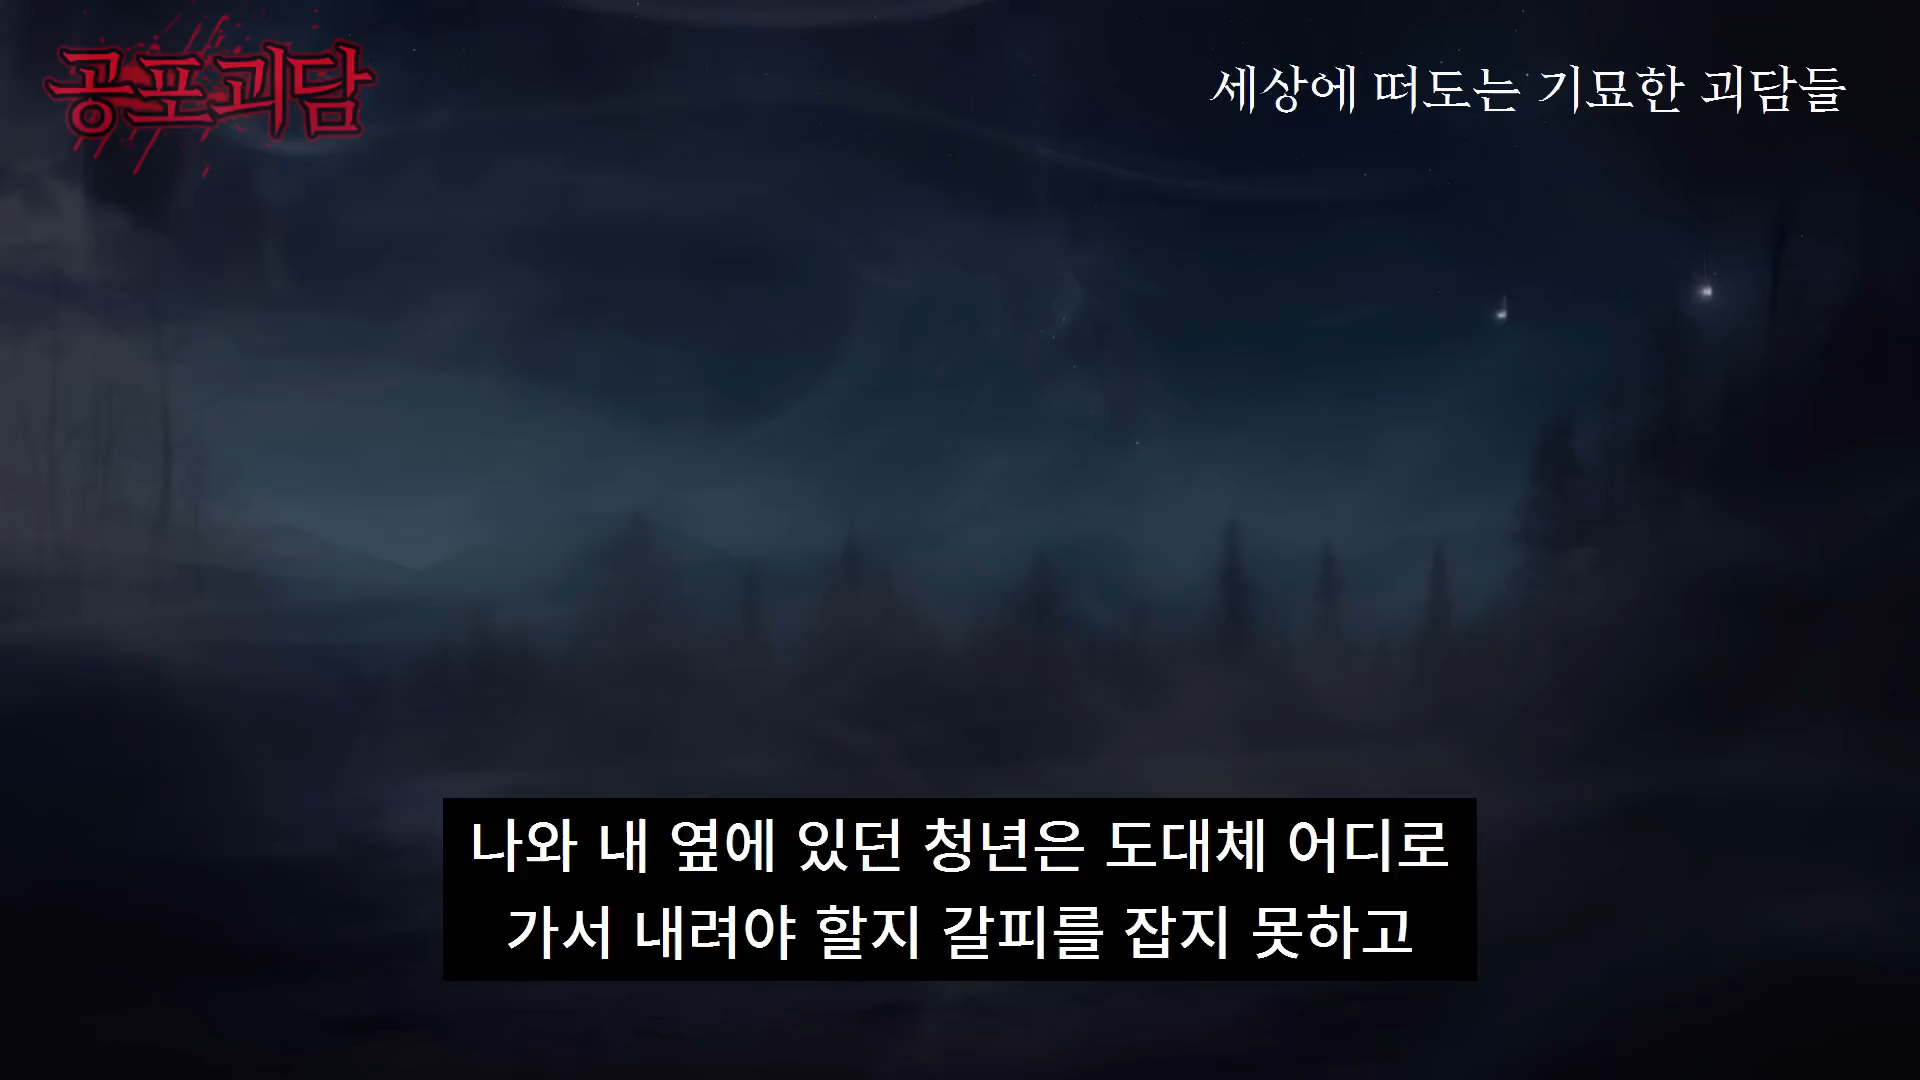 공포괴담
세상에 떠도는 기묘한 괴담들
나와 내 옆에 있던 청년은 도대체 어디로
가서 내려야 할지 갈피를 잡지 못하고